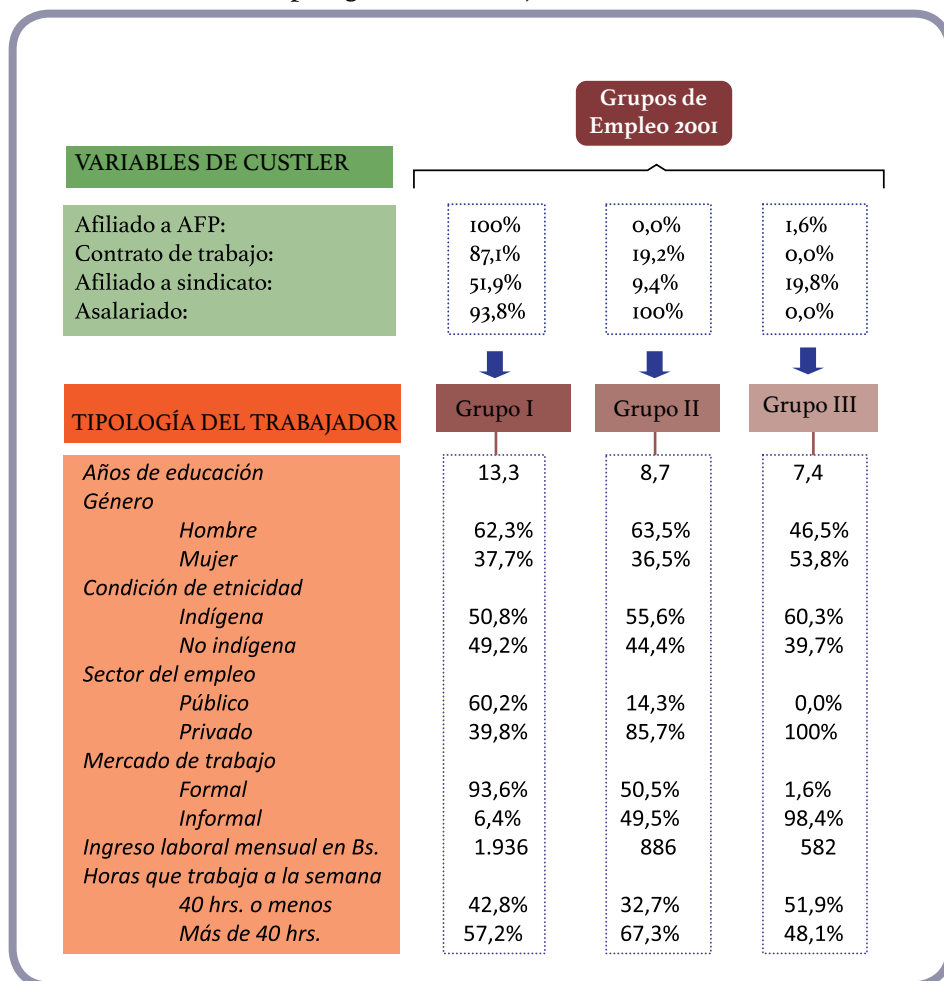 Grupos de
Empleo 2001
VARIABLES DE CUSTLER
Afiliado a AFP: 100% 0,0% 1,6%
Contrato de trabajo: 87,1% 19,2% 0,0%
Afiliado a sindicato: 51,9% 9,4% 19,8%
Asalariado: 93,8% 100% 0,0%
TIPOLOGÍA DEL TRABAJADOR Grupo I Grupo II Grupo III
Años de educación 13,3 8,7 7,4
Género
Hombre 62,3% 63,5% 46,5%
Mujer 37,7% 36,5% 53,8%
Condición de etnicidad
Indígena 50,8% 55,6% 60,3%
No indígena 49,2% 44,4% 39,7%
Sector del empleo
Público 60,2% 14,3% 0,0%
Privado 39,8% 85,7% 100%
Mercado de trabajo
Formal 93,6% 50,5% 1,6%
Informal 6,4% 49,5% 98,4%
Ingreso laboral mensual en Bs. 1.936 886 582
Horas que trabaja a la semana
40 hrs. o menos 42,8% 32,7% 51,9%
Más de 40 hrs. 57,2% 67,3% 48,1%